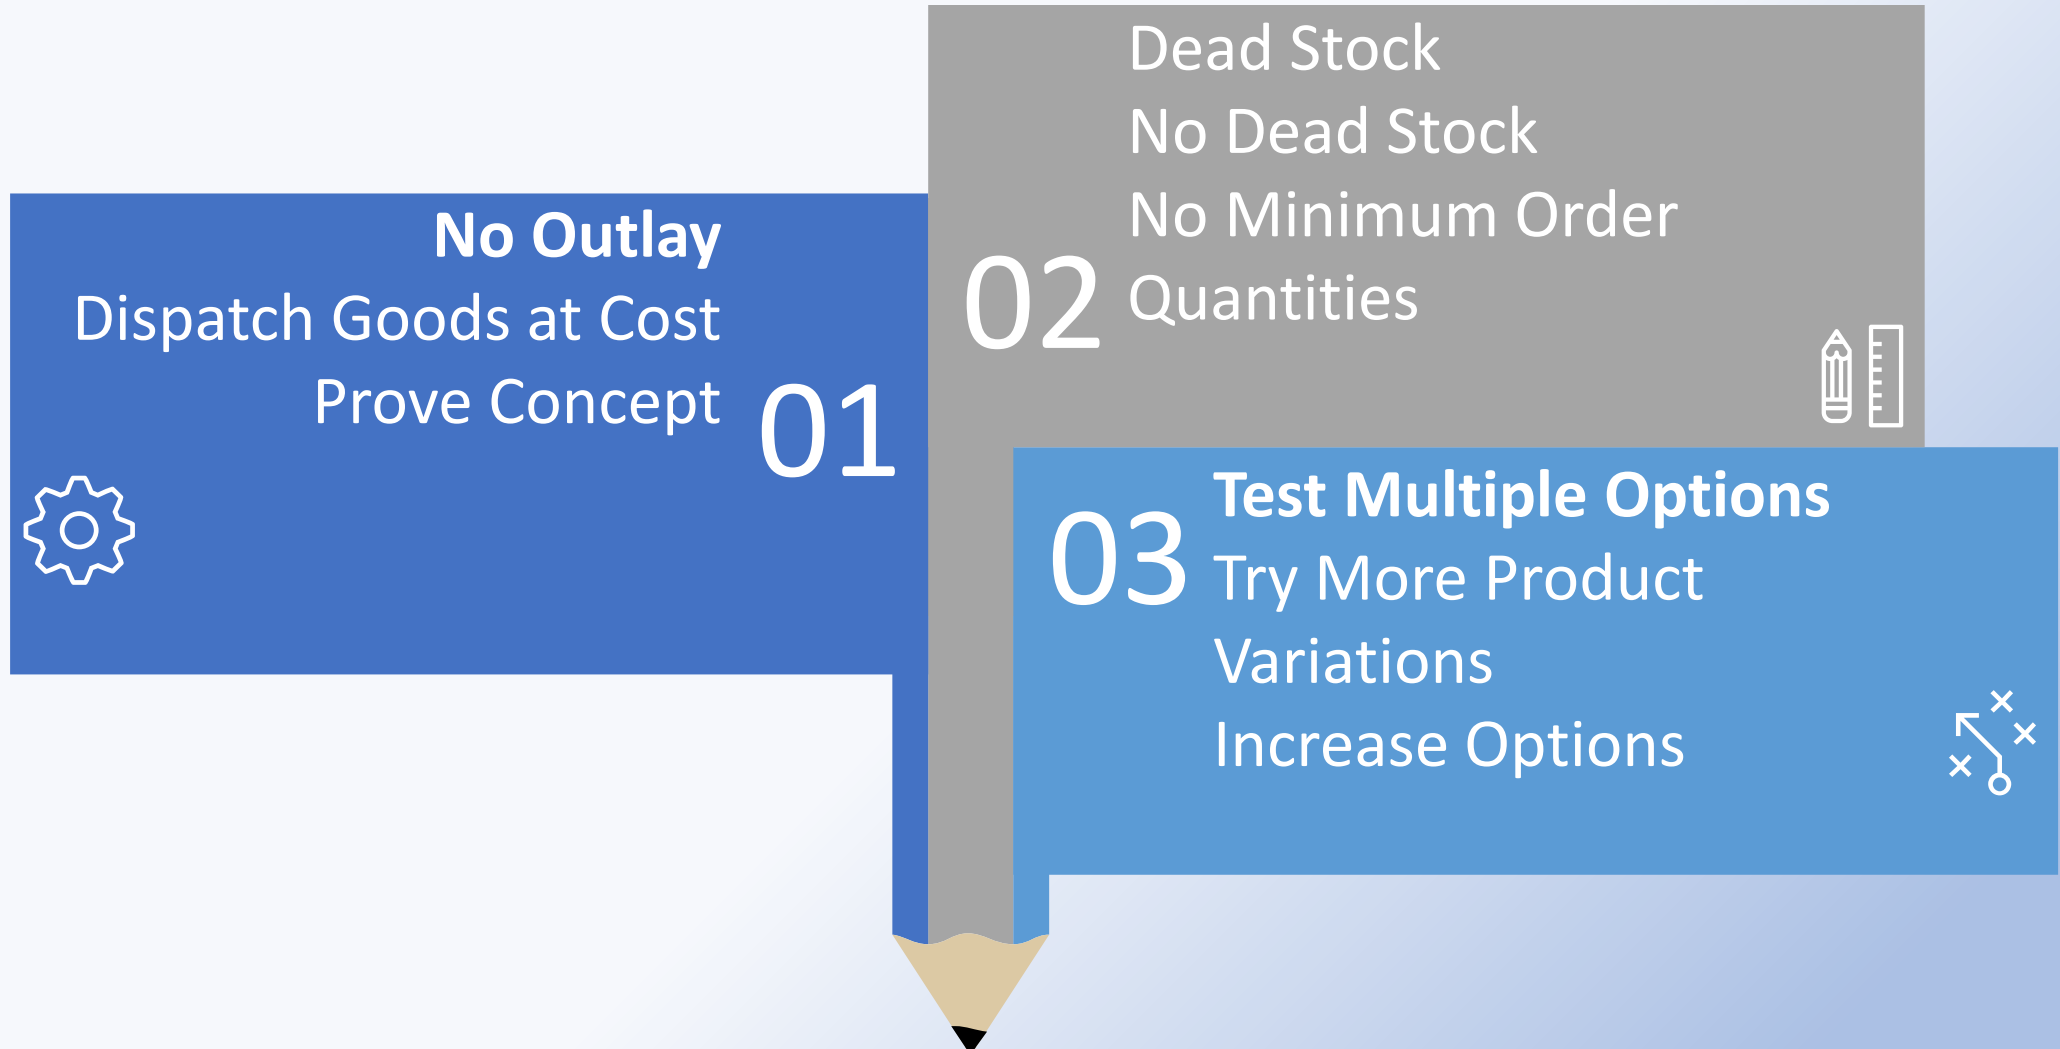 No Outlay
Dispatch Goods at Cost
Prove Concept
01
02
Dead Stock
No Dead Stock
No Minimum Order
Quantities
03
Test Multiple Options
Try More Product
Variations
Increase Options